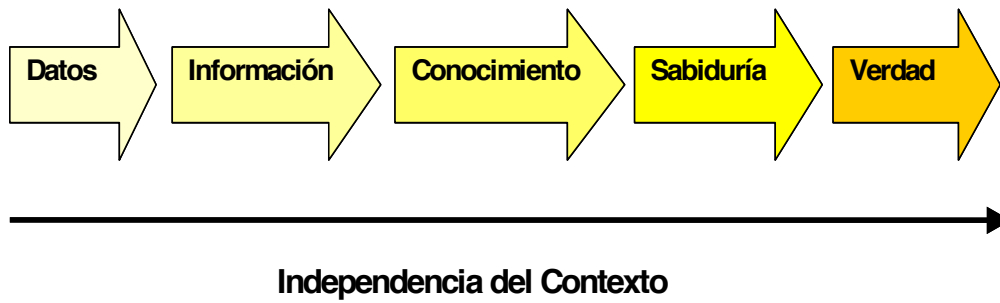 Datos
Información
Conocimiento
Sabiduría
Verdad
Independencia del Contexto